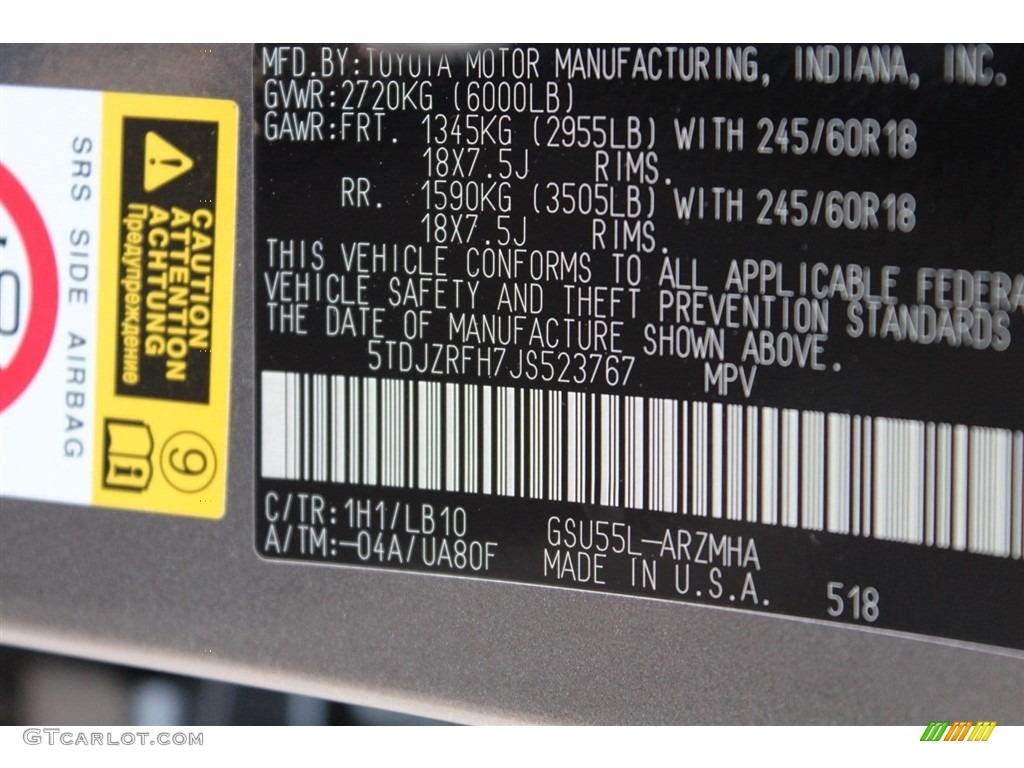 MFD.BY:TOYOTA MOTOR MANUFACTURING, INDIANA, INC.
GVWR:2720KG (6000LB)
GAWR:FRT. 1345KG (2955LB) WITH 245/60R18
18X7.5J RIMS.
RR. 1590KG (3505LB) WITH 245/60R18
18X7.5J RIMS.
THIS VEHICLE CONFORMS TO ALL APPLICABLE FEDERA
VEHICLE SAFETY AND THEFT PREVENTION STANDARDS
THE DATE OF MANUFACTURE SHOWN ABOVE.
5TDJZRFH7JS523767 MPV
C/TR:1H1/LB10 GSU55L-ARZMHA
A/TM:-04A/UA80F MADE IN U.S.A. 518
SRS SIDE AIRBAG
CAUTION
ATTENTION
ACHTUNG
Предупреждение
i
9
GTCARLOT.COM